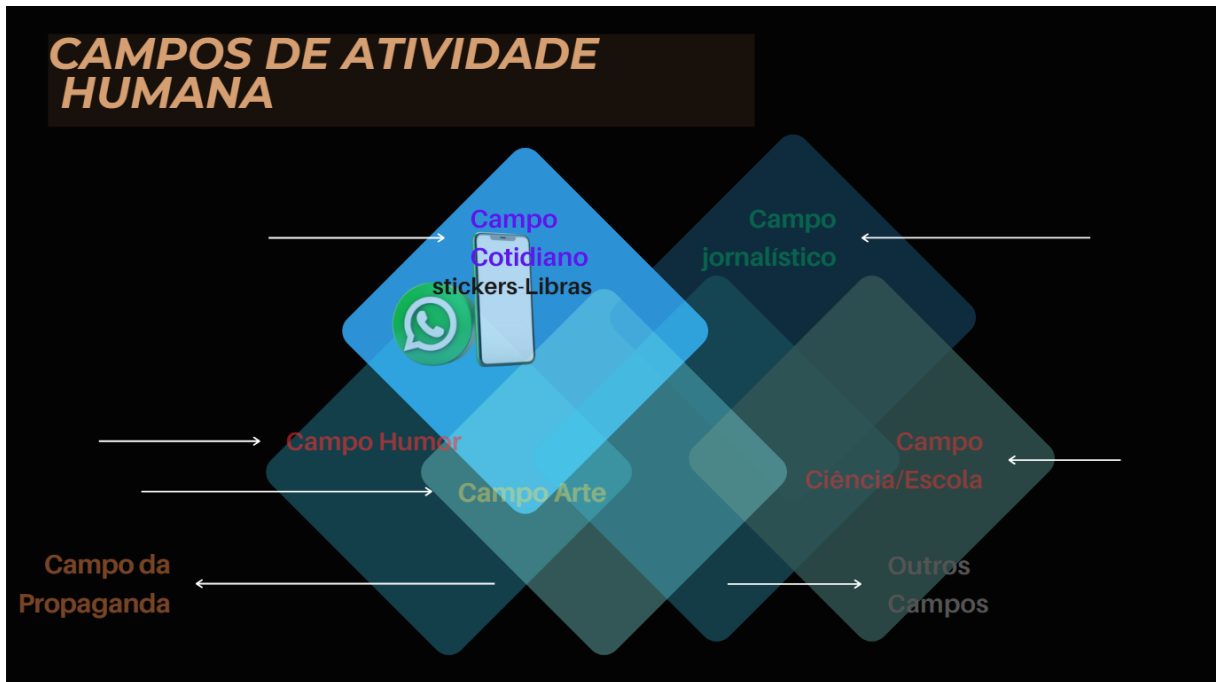 CAMPOS DE ATIVIDADE
HUMANA
Campo
Cotidiano
stickers-Libras
Campo
jornalístico
Campo Humor
Campo Arte
Campo
Ciência/Escola
Campo da
Propaganda
Outros
Campos